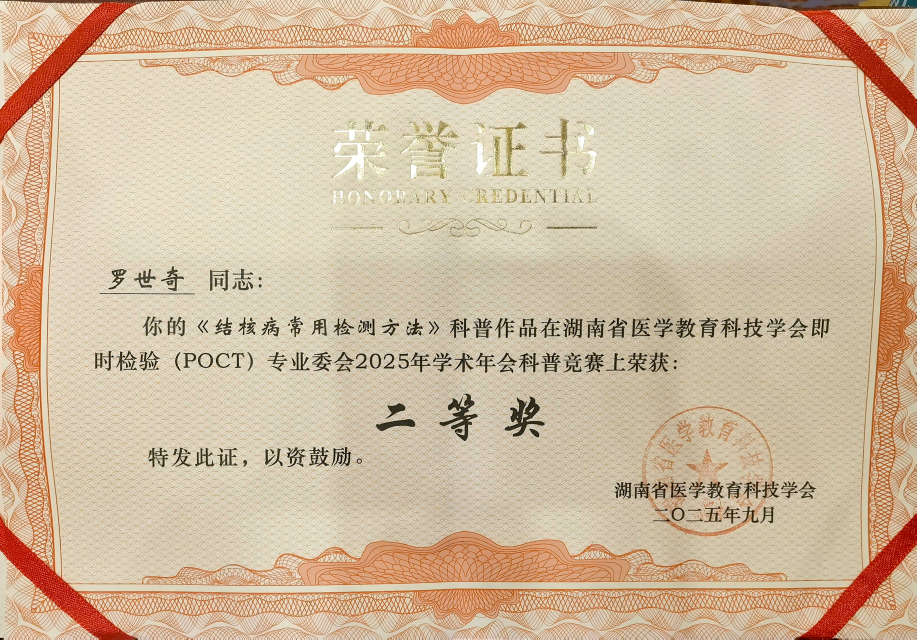 荣誉证书
HONORARY CREDENTIAL
罗世奇 同志：
你的《结核病常用检测方法》科普作品在湖南省医学教育科技学会即
时检验（POCT）专业委会2025年学术年会科普竞赛上荣获：
二等奖
特发此证，以资鼓励。
湖南省医学教育科技学会
二〇二五年九月